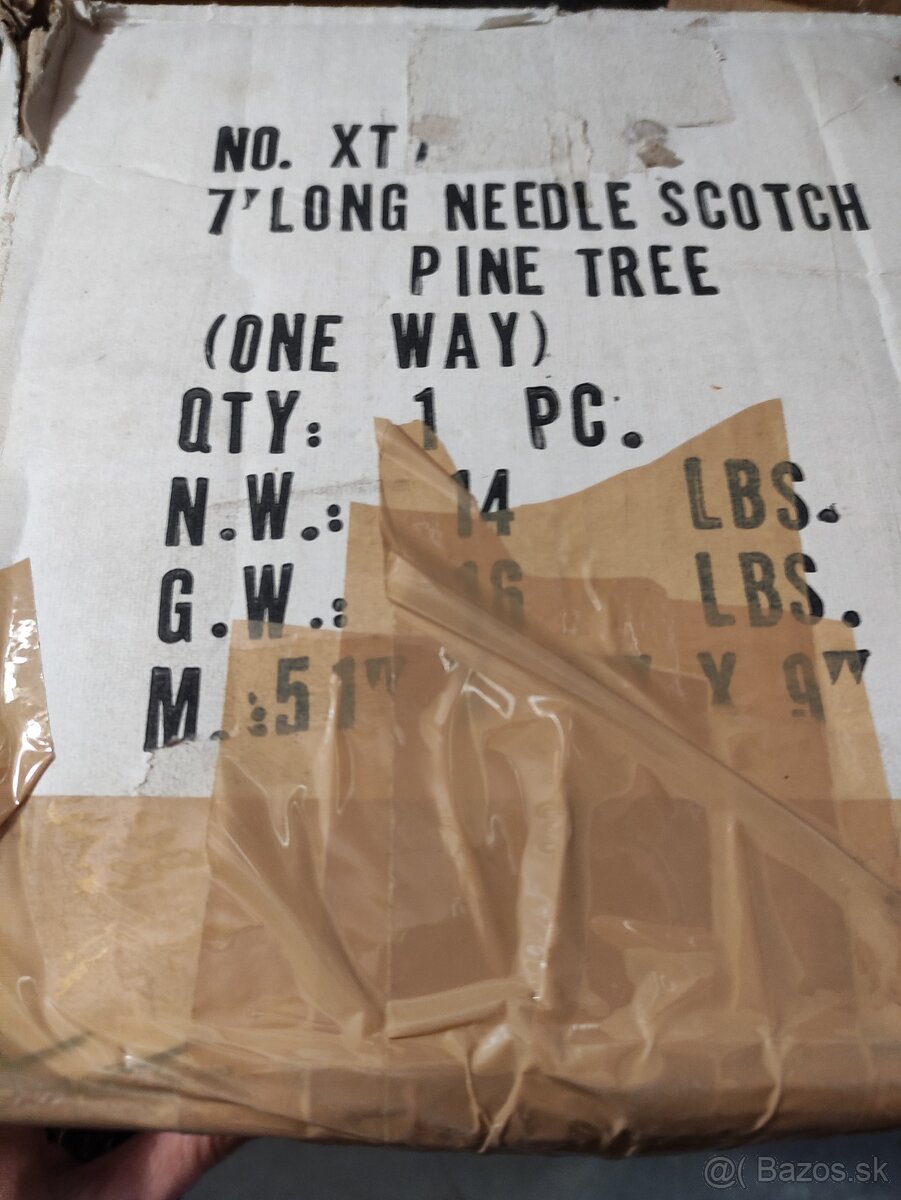 NO. XT
7'LONG NEEDLE SCOTCH
PINE TREE
(ONE WAY)
QTY: 1 PC.
N.W.: 14 LBS.
G.W.: 16 LBS.
M.:51" X 9"
@( Bazos.sk